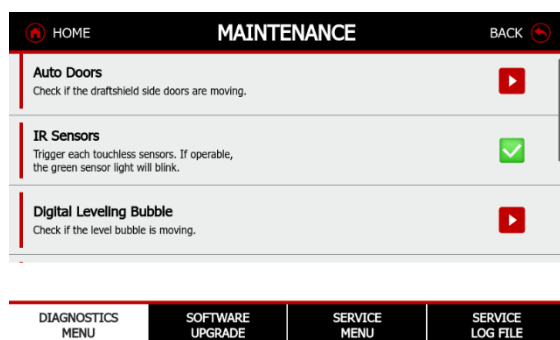 HOME
MAINTENANCE
BACK
Auto Doors
Check if the draftshield side doors are moving.
IR Sensors
Trigger each touchless sensors. If operable,
the green sensor light will blink.
Digital Leveling Bubble
Check if the level bubble is moving.
DIAGNOSTICS
MENU
SOFTWARE
UPGRADE
SERVICE
MENU
SERVICE
LOG FILE